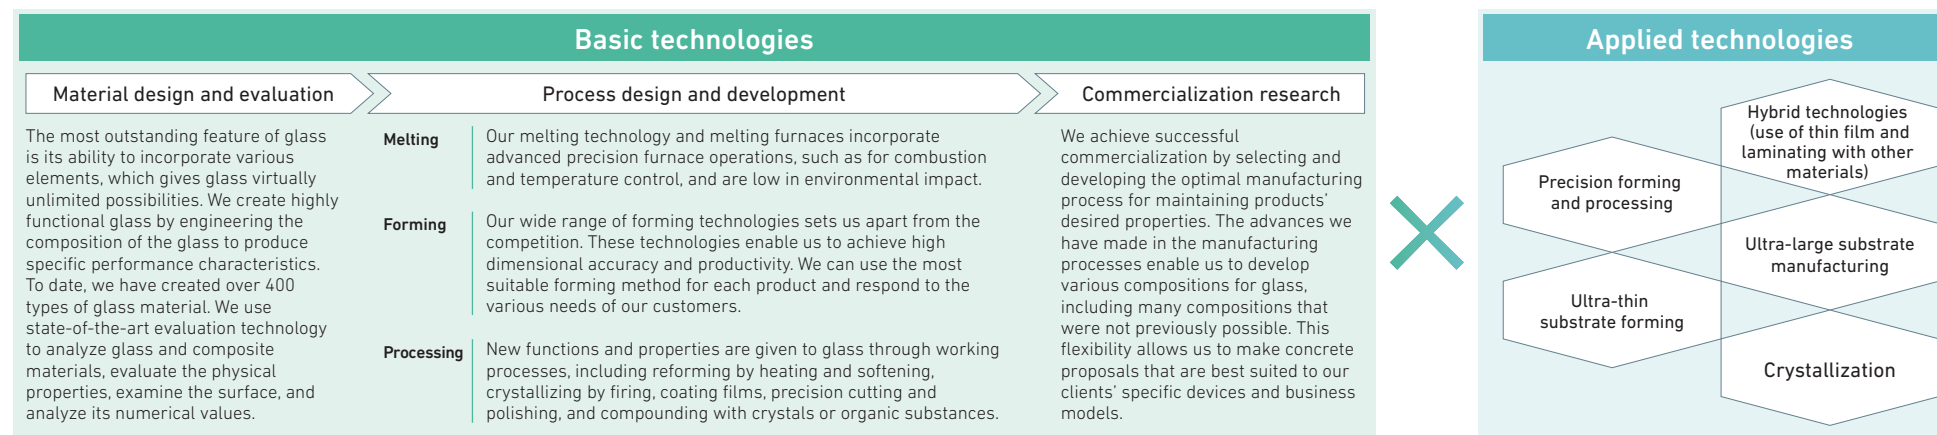 Basic technologies
Material design and evaluation
The most outstanding feature of glass
is its ability to incorporate various
elements, which gives glass virtually
unlimited possibilities. We create highly
functional glass by engineering the
composition of the glass to produce
specific performance characteristics.
To date, we have created over 400
types of glass material. We use
state-of-the-art evaluation technology
to analyze glass and composite
materials, evaluate the physical
properties, examine the surface, and
analyze its numerical values.
Process design and development
Melting
Our melting technology and melting furnaces incorporate
advanced precision furnace operations, such as for combustion
and temperature control, and are low in environmental impact.
Forming
Our wide range of forming technologies sets us apart from the
competition. These technologies enable us to achieve high
dimensional accuracy and productivity. We can use the most
suitable forming method for each product and respond to the
various needs of our customers.
Processing
New functions and properties are given to glass through working
processes, including reforming by heating and softening,
crystallizing by firing, coating films, precision cutting and
polishing, and compounding with crystals or organic substances.
Commercialization research
We achieve successful
commercialization by selecting and
developing the optimal manufacturing
process for maintaining products’
desired properties. The advances we
have made in the manufacturing
processes enable us to develop
various compositions for glass,
including many compositions that
were not previously possible. This
flexibility allows us to make concrete
proposals that are best suited to our
clients’ specific devices and business
models.
Applied technologies
Hybrid technologies
(use of thin film and
laminating with other
materials)
Precision forming
and processing
Ultra-large substrate
manufacturing
Ultra-thin
substrate forming
Crystallization